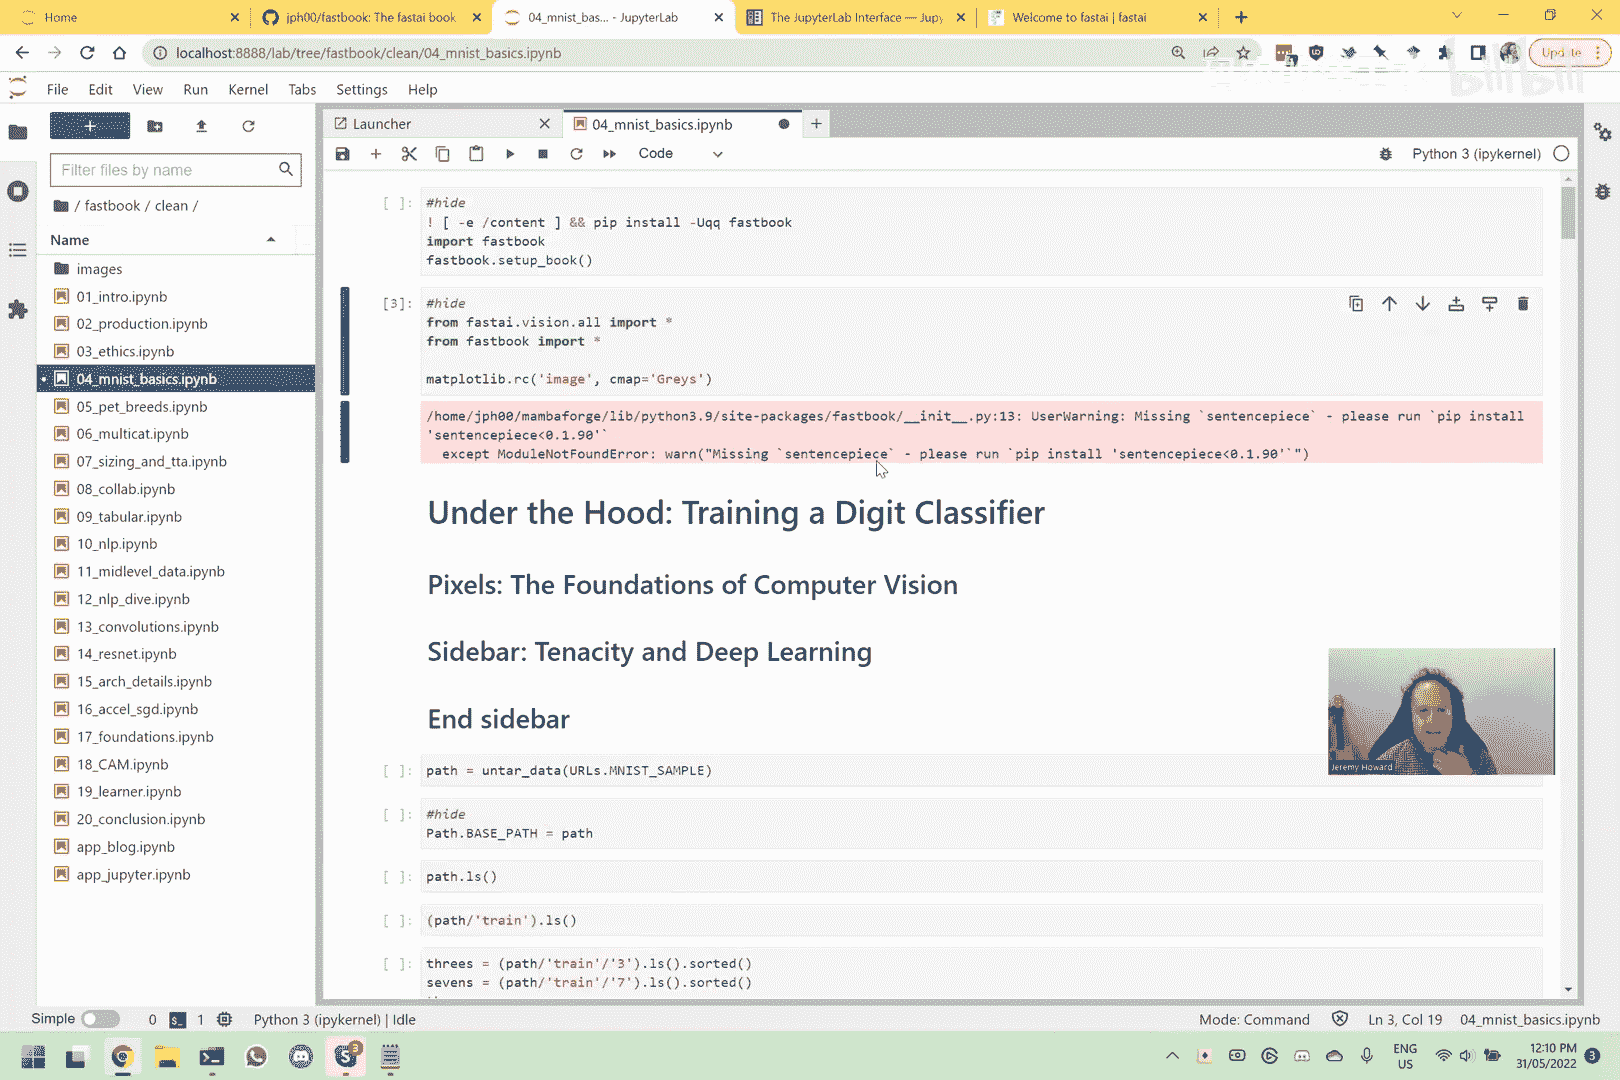 Home
jph00/fastbook: The fastai book
04_mnist_bas... - JupyterLab
The JupyterLab Interface — Jupy
Welcome to fastai | fastai
localhost:8888/lab/tree/fastbook/clean/04_mnist_basics.ipynb
Update
bilibili
File Edit View Run Kernel Tabs Settings Help
Launcher
04_mnist_basics.ipynb
Code
Python 3 (ipykernel)
Filter files by name
/ fastbook / clean /
Name
images
01_intro.ipynb
02_production.ipynb
03_ethics.ipynb
04_mnist_basics.ipynb
05_pet_breeds.ipynb
06_multicat.ipynb
07_sizing_and_tta.ipynb
08_collab.ipynb
09_tabular.ipynb
10_nlp.ipynb
11_midlevel_data.ipynb
12_nlp_dive.ipynb
13_convolutions.ipynb
14_resnet.ipynb
15_arch_details.ipynb
16_accel_sgd.ipynb
17_foundations.ipynb
18_CAM.ipynb
19_learner.ipynb
20_conclusion.ipynb
app_blog.ipynb
app_jupyter.ipynb
[ ]: #hide
! [ -e /content ] && pip install -Uqq fastbook
import fastbook
fastbook.setup_book()
[3]: #hide
from fastai.vision.all import *
from fastbook import *
matplotlib.rc('image', cmap='Greys')
/home/jph00/mambaforge/lib/python3.9/site-packages/fastbook/__init__.py:13: UserWarning: Missing `sentencepiece` - please run `pip install
'sentencepiece<0.1.90'`
except ModuleNotFoundError: warn("Missing `sentencepiece` - please run `pip install 'sentencepiece<0.1.90'`")
Under the Hood: Training a Digit Classifier
Pixels: The Foundations of Computer Vision
Sidebar: Tenacity and Deep Learning
End sidebar
[ ]: path = untar_data(URLs.MNIST_SAMPLE)
[ ]: #hide
Path.BASE_PATH = path
[ ]: path.ls()
[ ]: (path/'train').ls()
[ ]: threes = (path/'train'/'3').ls().sorted()
sevens = (path/'train'/'7').ls().sorted()
Jeremy Howard
Simple
0
1
Python 3 (ipykernel) | Idle
Mode: Command
Ln 3, Col 19
04_mnist_basics.ipynb
3
ENG
US
12:10 PM
31/05/2022
3